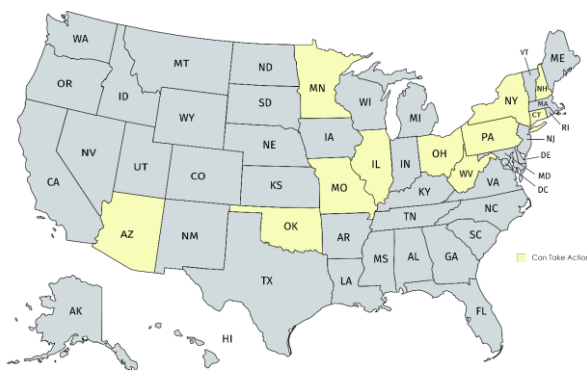 WA
MT
ND
MN
VT
ME
OR
ID
SD
WI
NH
NY
MA
WY
MI
CT
RI
IA
PA
NJ
NE
NV
IL
IN
OH
DE
UT
CO
WV
MD
CA
KS
MO
KY
VA
DC
TN
NC
AZ
NM
OK
AR
SC
MS
AL
GA
Can Take Action
TX
LA
FL
AK
HI